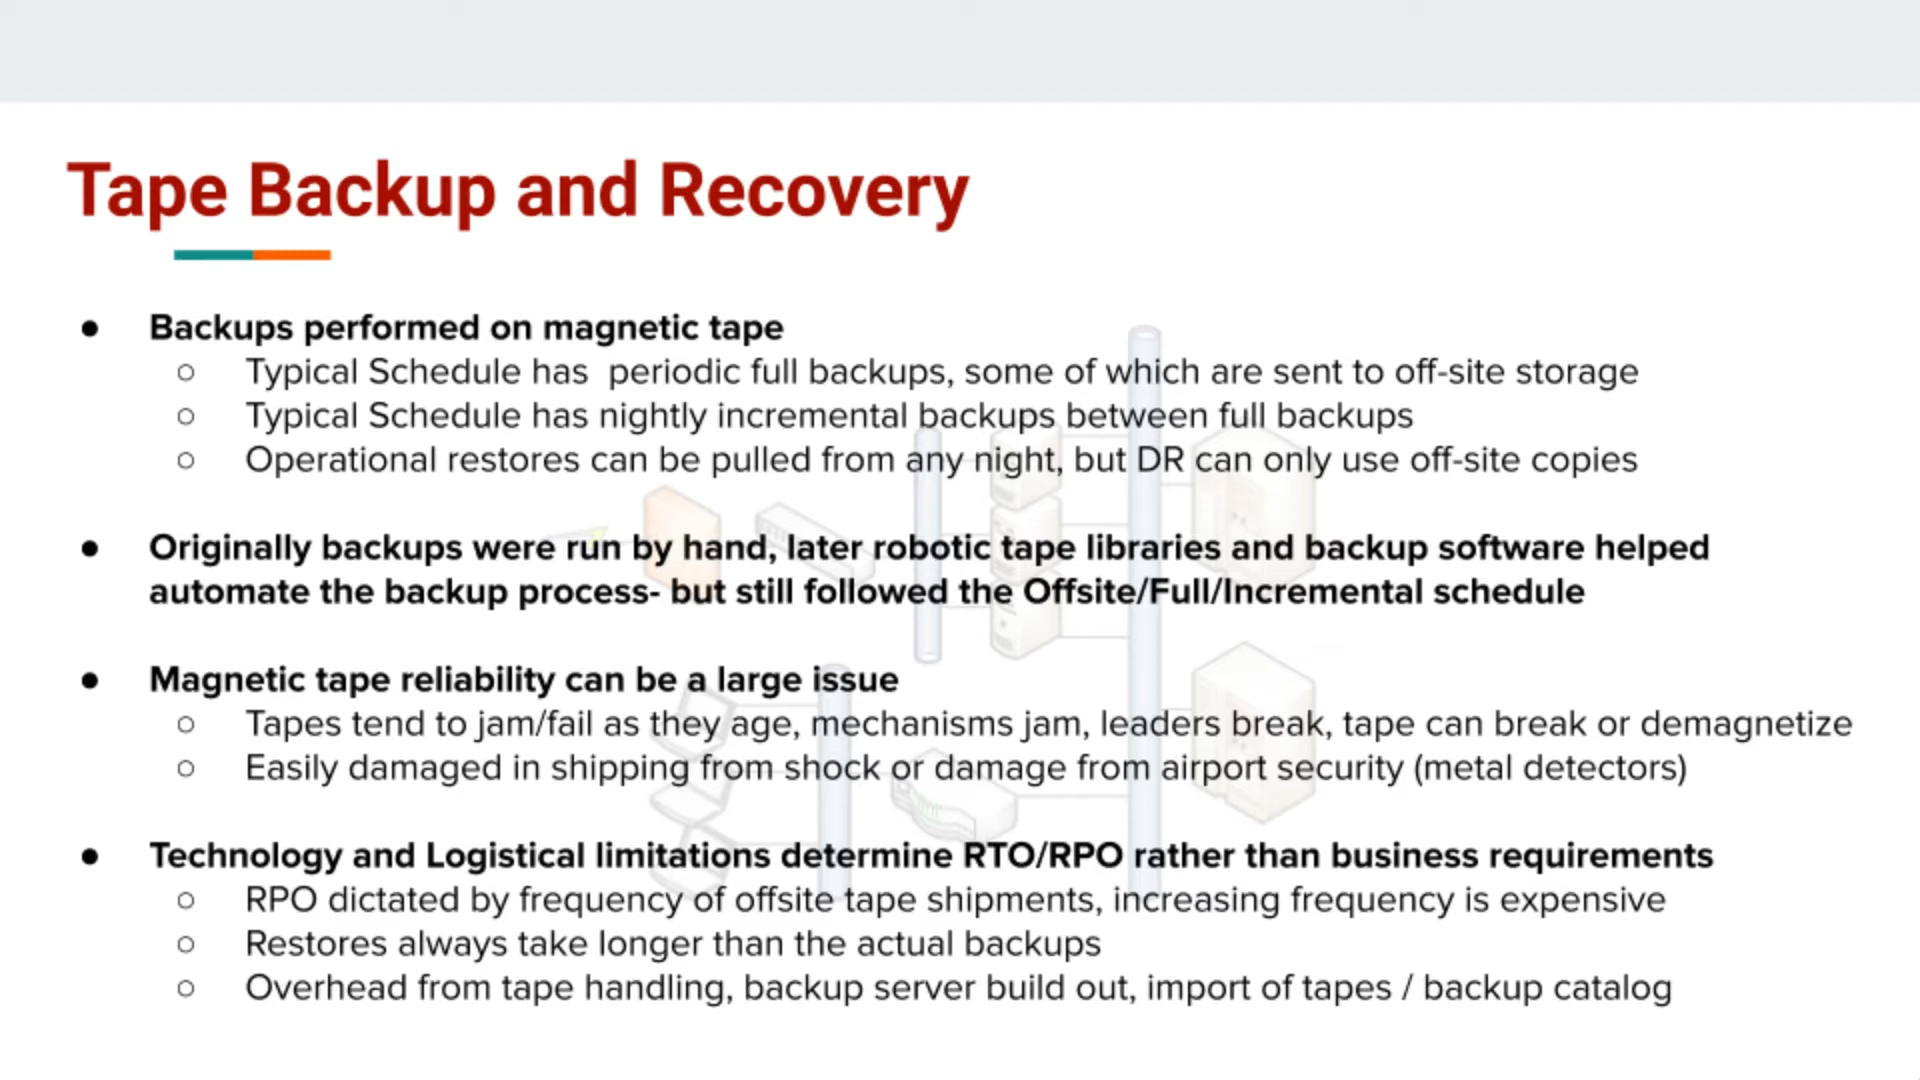 Tape Backup and Recovery
● Backups performed on magnetic tape
○ Typical Schedule has  periodic full backups, some of which are sent to off-site storage
○ Typical Schedule has nightly incremental backups between full backups
○ Operational restores can be pulled from any night, but DR can only use off-site copies
● Originally backups were run by hand, later robotic tape libraries and backup software helped
automate the backup process- but still followed the Offsite/Full/Incremental schedule
● Magnetic tape reliability can be a large issue
○ Tapes tend to jam/fail as they age, mechanisms jam, leaders break, tape can break or demagnetize
○ Easily damaged in shipping from shock or damage from airport security (metal detectors)
● Technology and Logistical limitations determine RTO/RPO rather than business requirements
○ RPO dictated by frequency of offsite tape shipments, increasing frequency is expensive
○ Restores always take longer than the actual backups
○ Overhead from tape handling, backup server build out, import of tapes / backup catalog